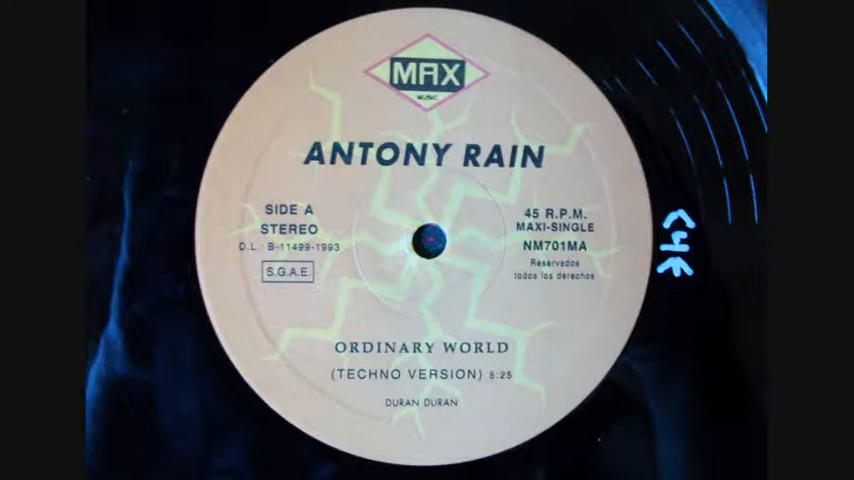 MAX
MUSIC
ANTONY RAIN
SIDE A
STEREO
D.L.: B-11499-1993
S.G.A.E.
45 R.P.M.
MAXI-SINGLE
NM701MA
Reservados
todos los derechos
ORDINARY WORLD
(TECHNO VERSION) 5:25
DURAN DURAN